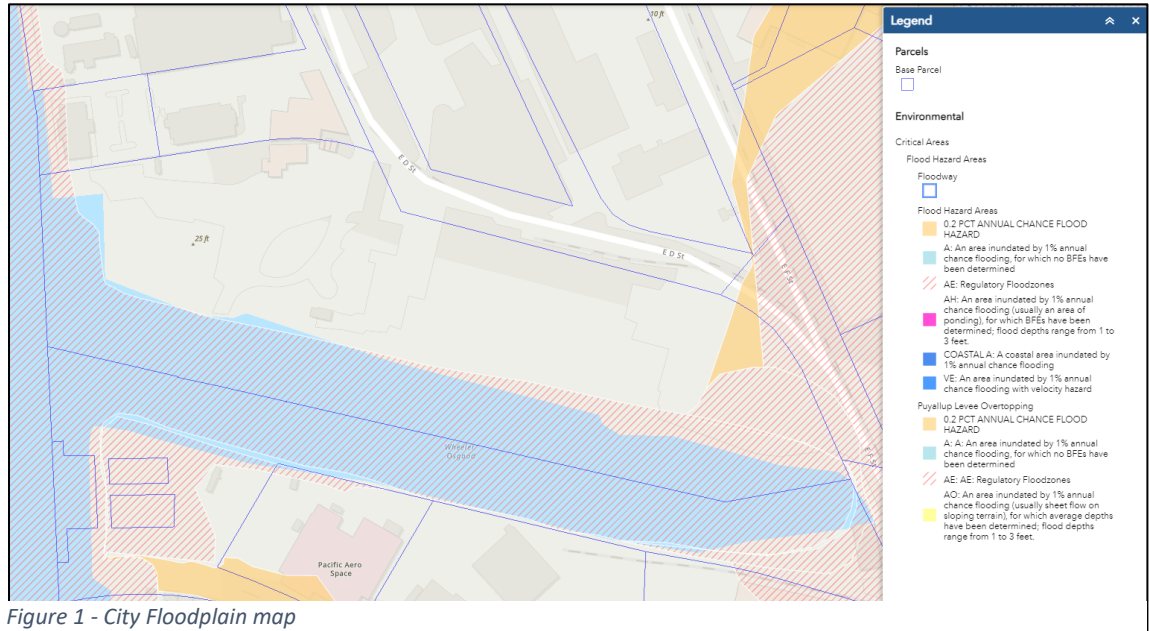 10 ft
E D St
25 ft
E D St
E F St
E F St
Wheeler
Osgood
Pacific Aero
Space
Legend
Parcels
Base Parcel
Environmental
Critical Areas
Flood Hazard Areas
Floodway
Flood Hazard Areas
0.2 PCT ANNUAL CHANCE FLOOD
HAZARD
A: An area inundated by 1% annual
chance flooding, for which no BFEs have
been determined
AE: Regulatory Floodzones
AH: An area inundated by 1% annual
chance flooding (usually an area of
ponding), for which BFEs have been
determined; flood depths range from 1 to
3 feet.
COASTAL A: A coastal area inundated by
1% annual chance flooding
VE: An area inundated by 1% annual
chance flooding with velocity hazard
Puyallup Levee Overtopping
0.2 PCT ANNUAL CHANCE FLOOD
HAZARD
A: A: An area inundated by 1% annual
chance flooding, for which no BFEs have
been determined
AE: AE: Regulatory Floodzones
AO: An area inundated by 1% annual
chance flooding (usually sheet flow on
sloping terrain), for which average depths
have been determined; flood depths
range from 1 to 3 feet.
Figure 1 - City Floodplain map